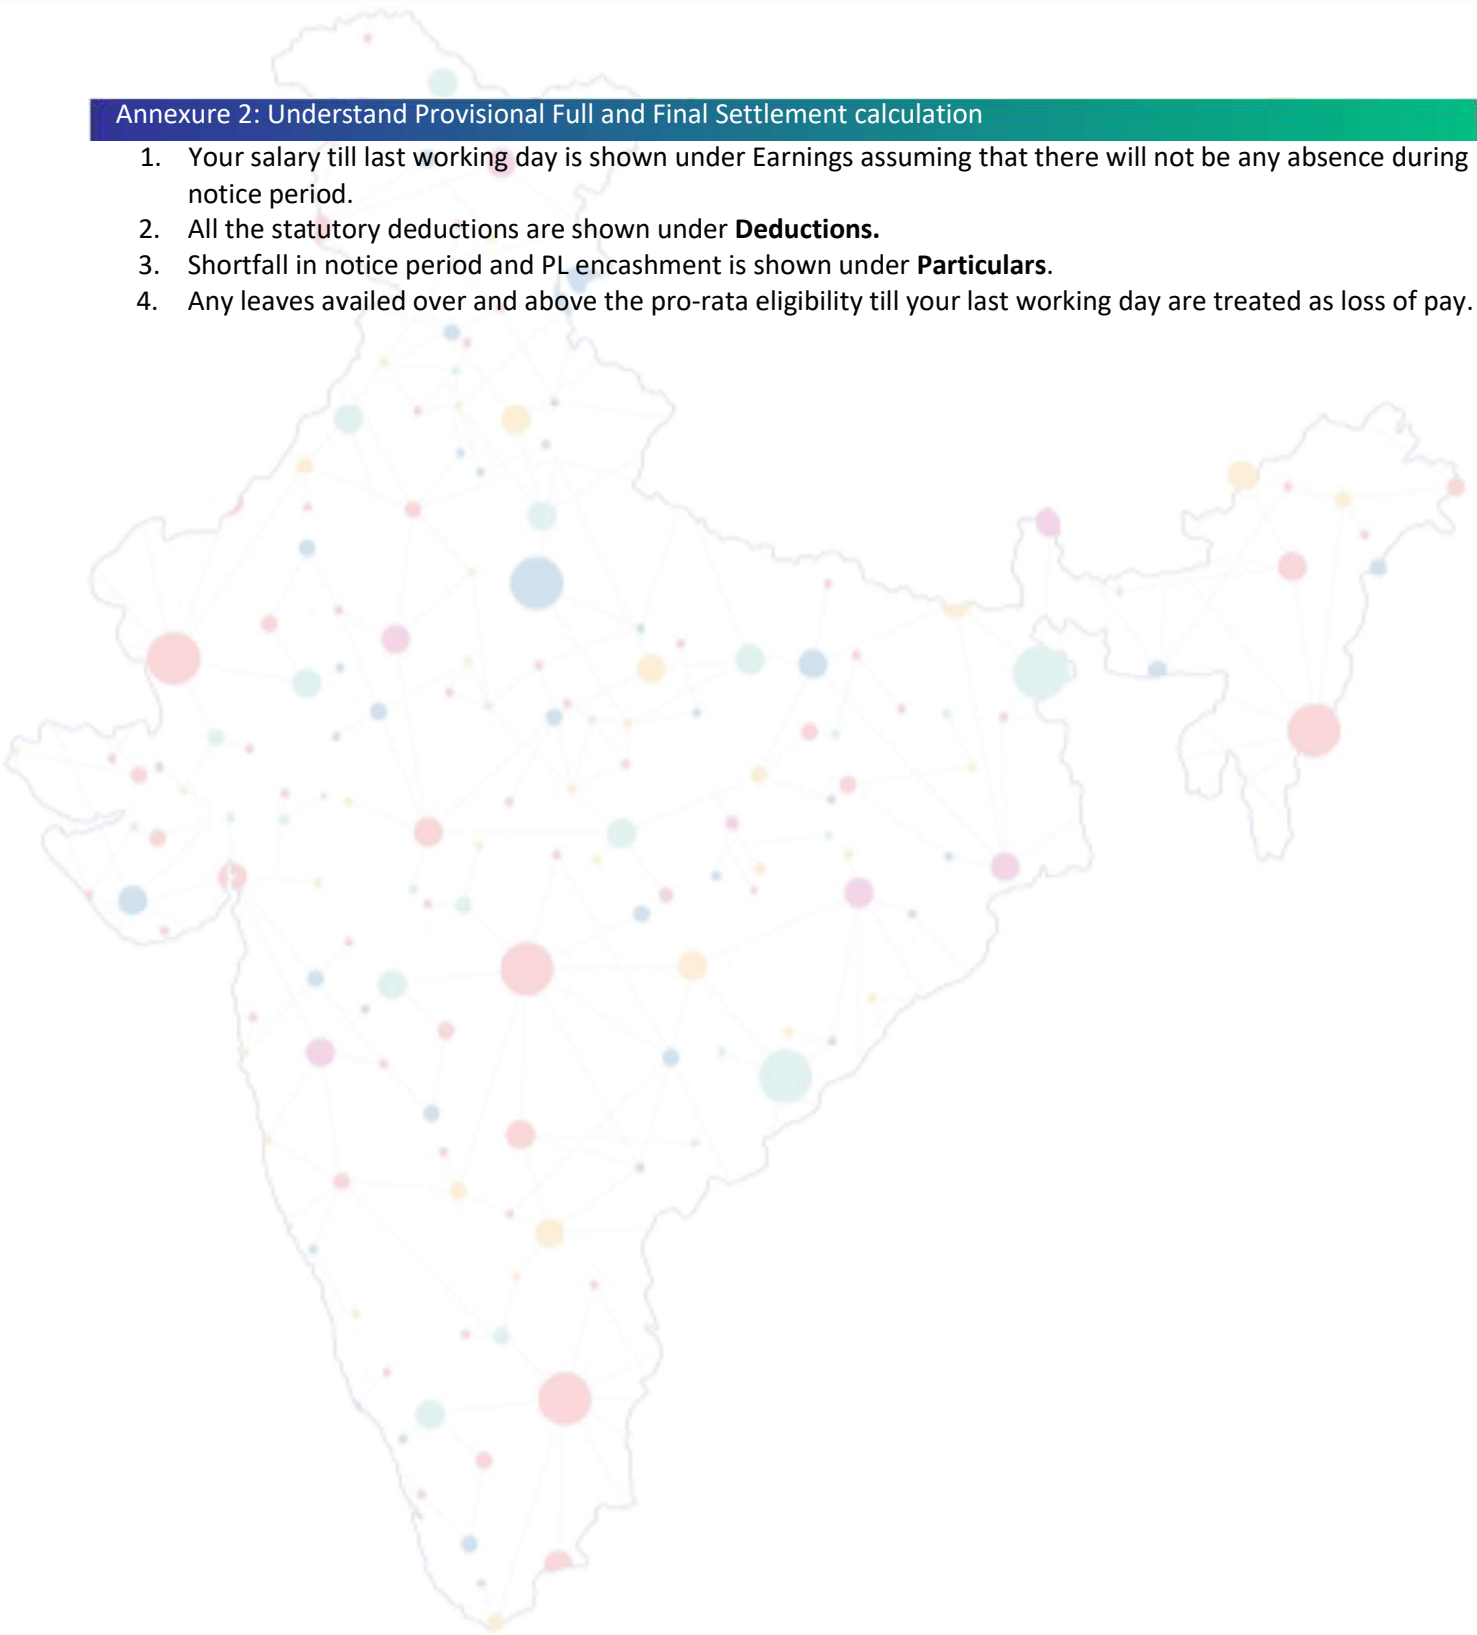 Annexure 2: Understand Provisional Full and Final Settlement calculation
1. Your salary till last working day is shown under Earnings assuming that there will not be any absence during
notice period.
2. All the statutory deductions are shown under Deductions.
3. Shortfall in notice period and PL encashment is shown under Particulars.
4. Any leaves availed over and above the pro-rata eligibility till your last working day are treated as loss of pay.